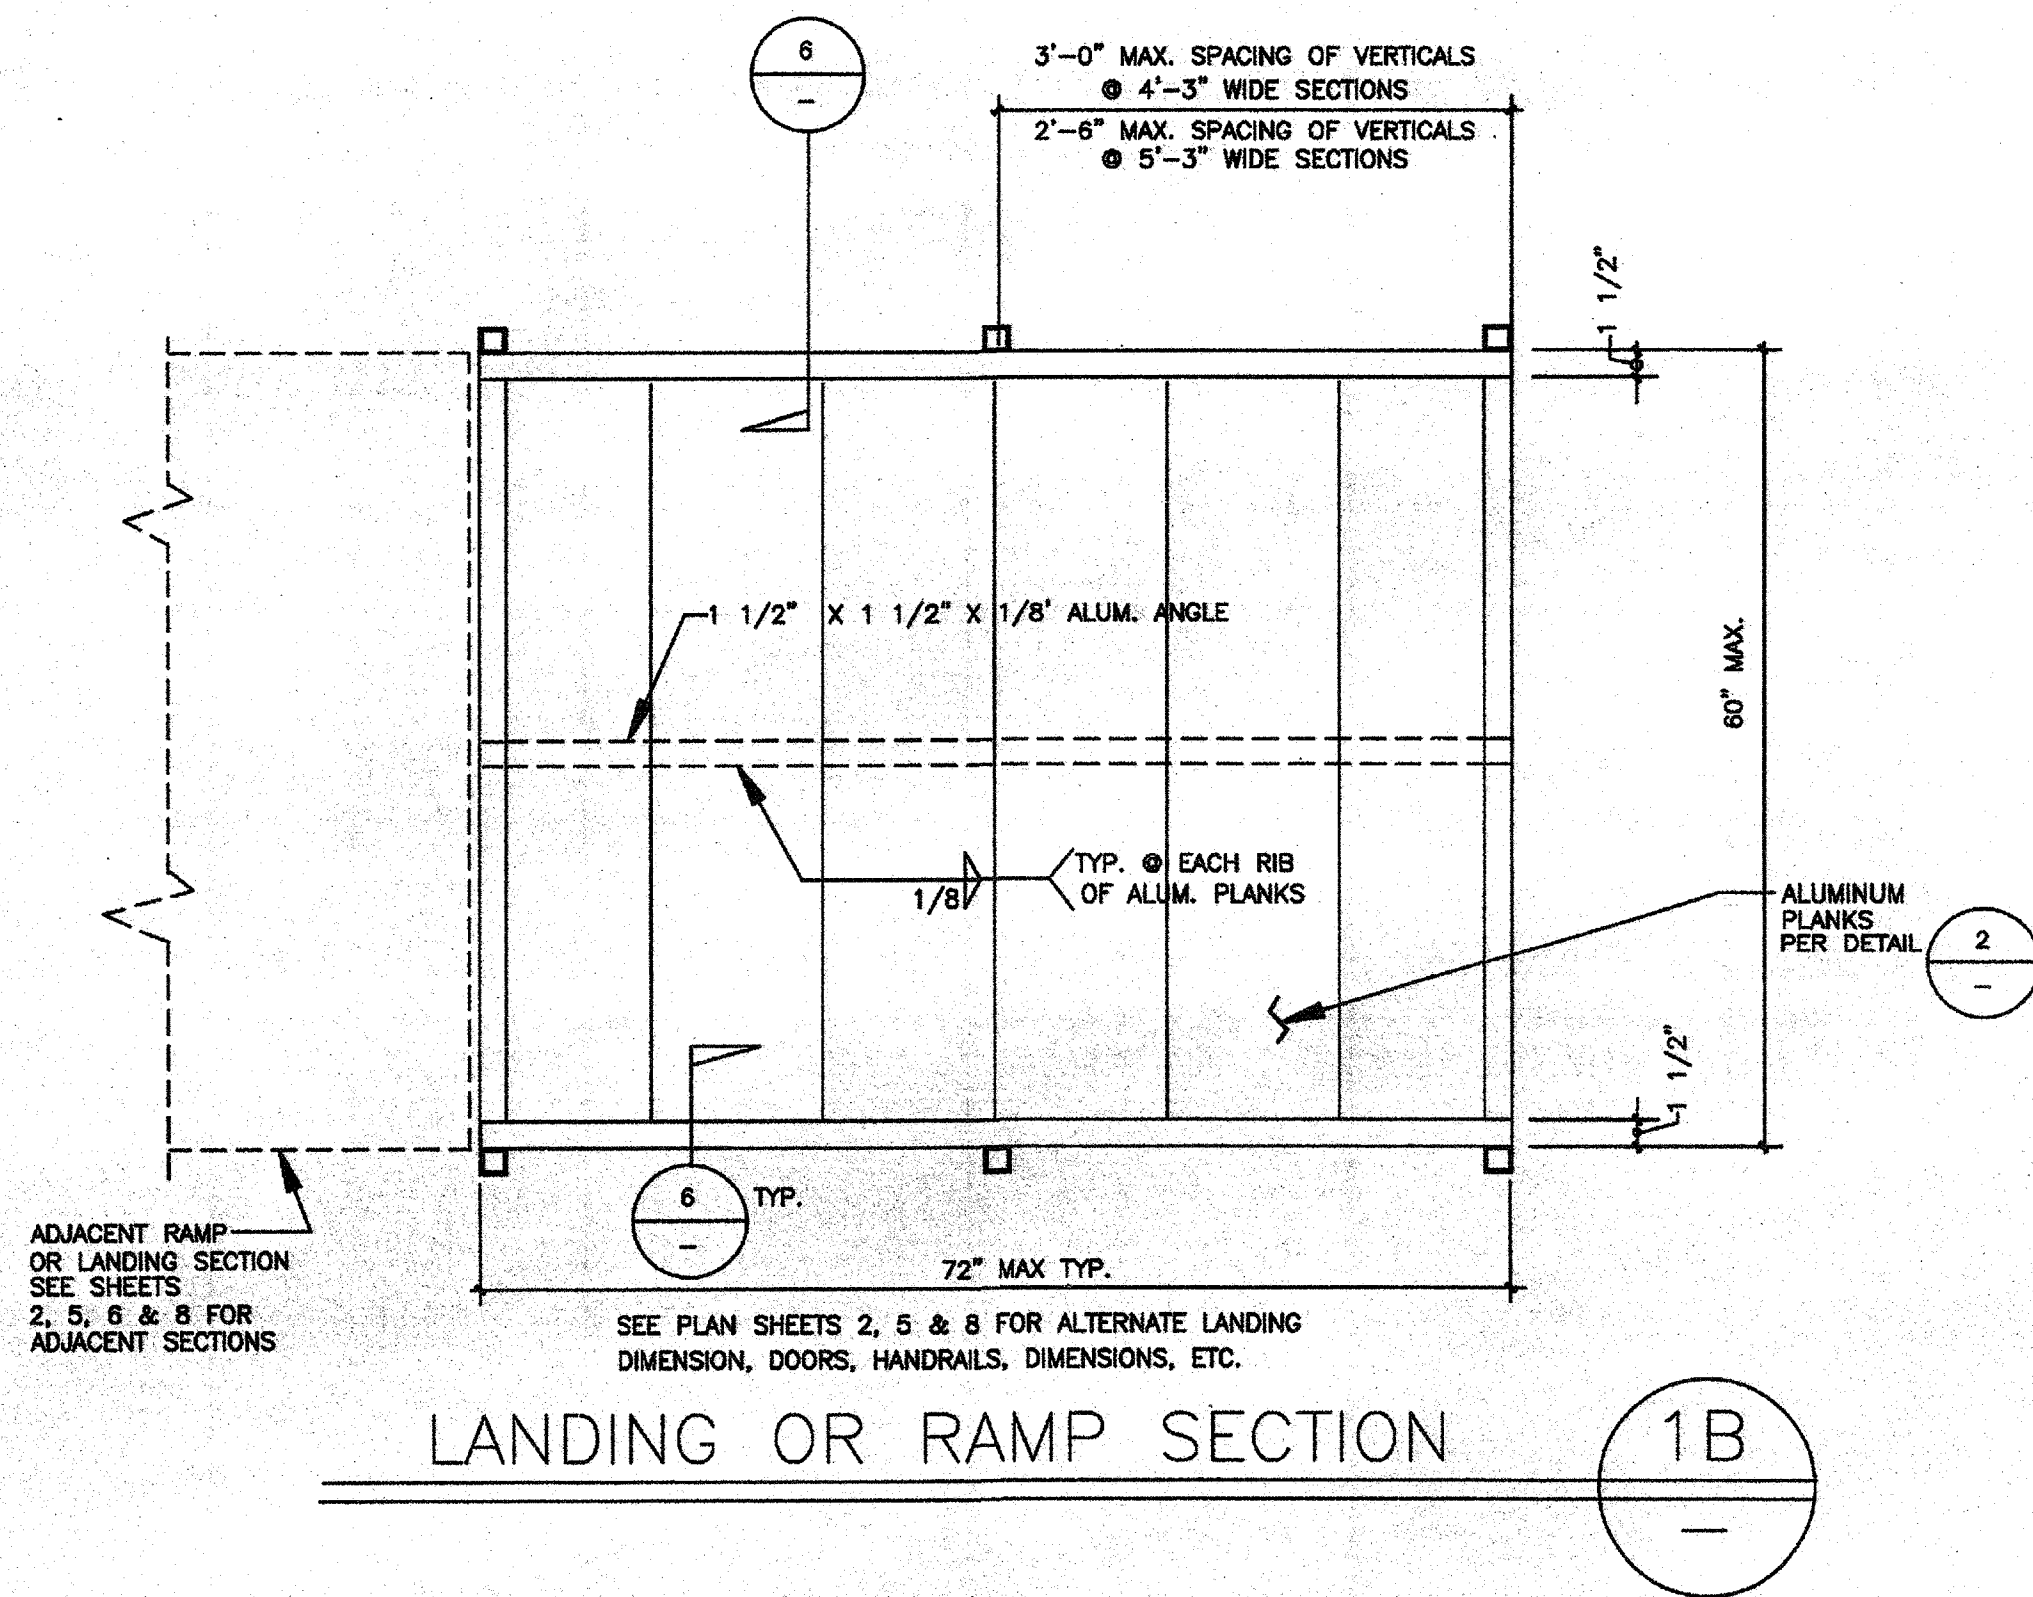 6
–
3'–0" MAX. SPACING OF VERTICALS
@ 4'–3" WIDE SECTIONS
2'–6" MAX. SPACING OF VERTICALS
@ 5'–3" WIDE SECTIONS
1 1/2"
1 1/2" X 1 1/2" X 1/8' ALUM. ANGLE
60" MAX.
TYP. @ EACH RIB
OF ALUM. PLANKS
1/8
ALUMINUM
PLANKS
PER DETAIL
2
–
1 1/2"
6
–
TYP.
ADJACENT RAMP
OR LANDING SECTION
SEE SHEETS
2, 5, 6 & 8 FOR
ADJACENT SECTIONS
72" MAX TYP.
SEE PLAN SHEETS 2, 5 & 8 FOR ALTERNATE LANDING
DIMENSION, DOORS, HANDRAILS, DIMENSIONS, ETC.
LANDING OR RAMP SECTION
1B
–